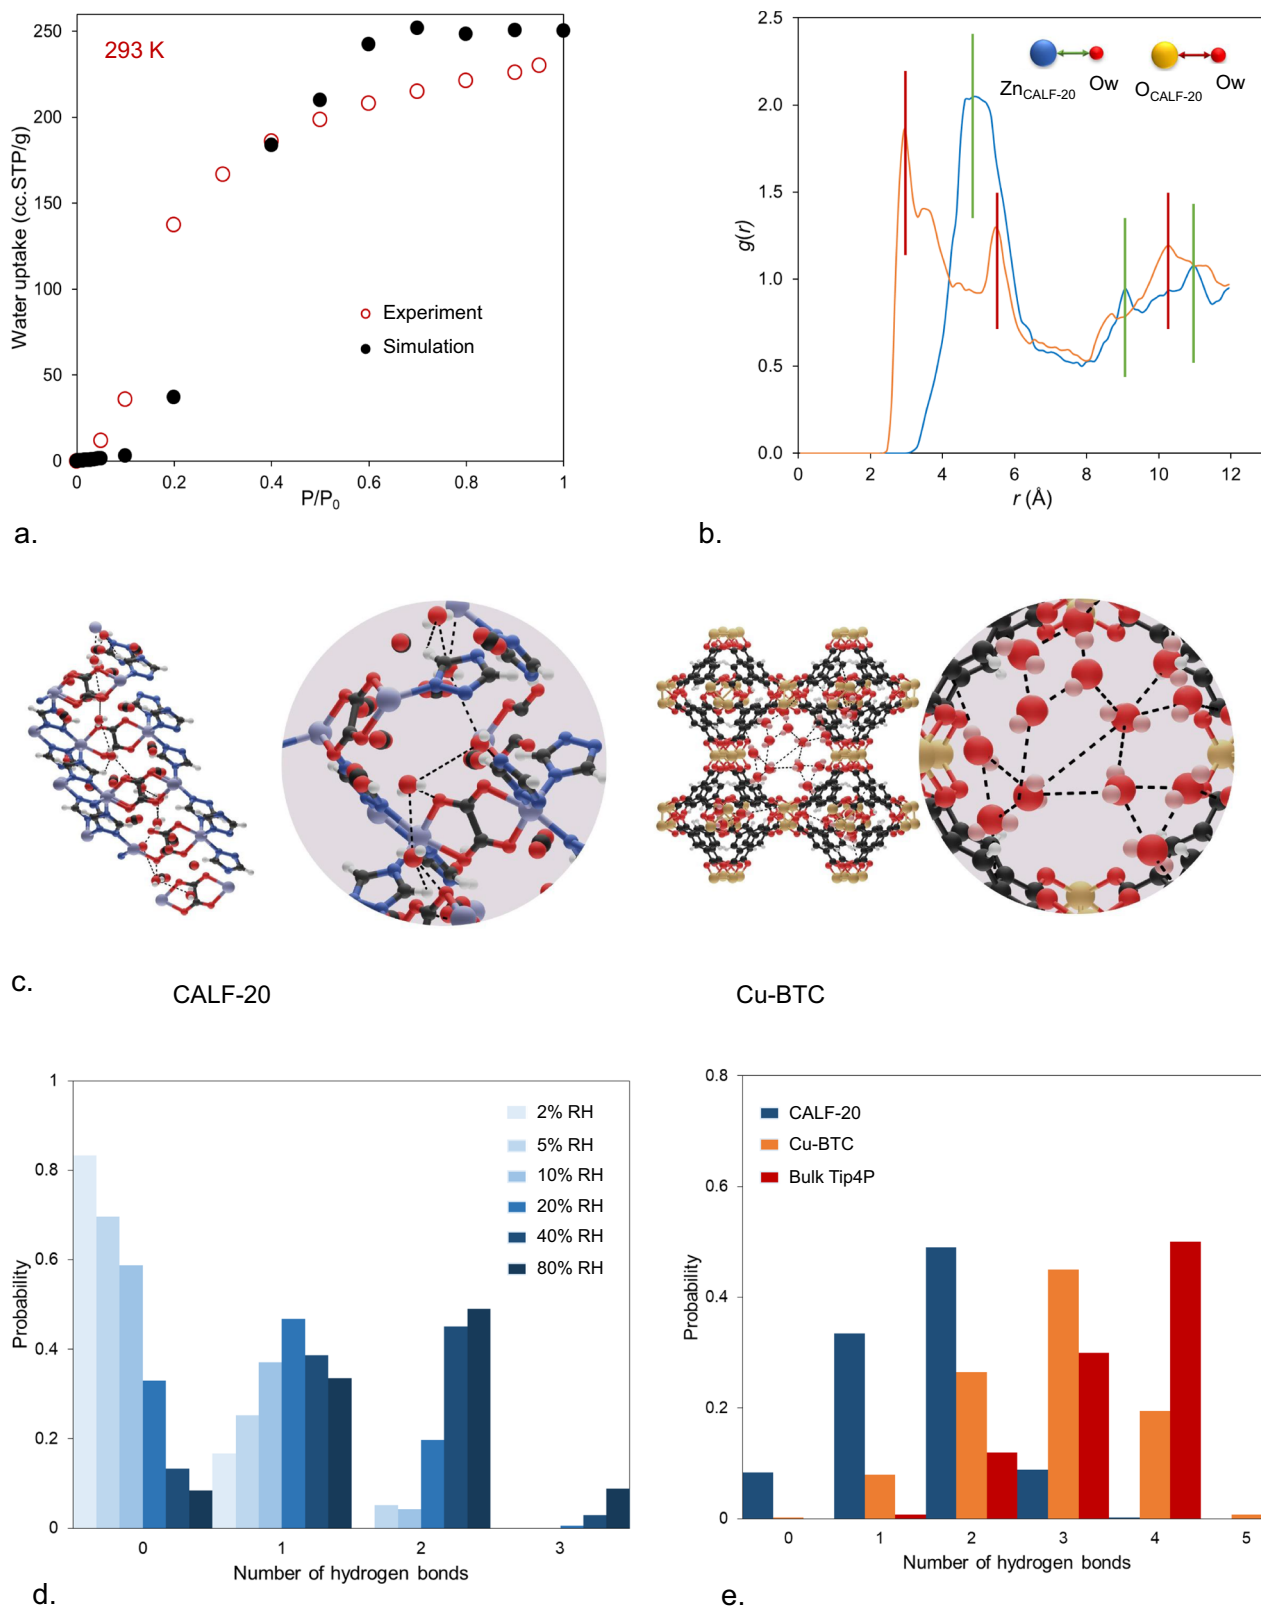 293 K
250
200
150
100
50
0
Water uptake (cc.STP/g)
Experiment
Simulation
0
0.2
0.4
0.6
0.8
1
P/P0
a.
2.5
2.0
1.5
1.0
0.5
0.0
g(r)
ZnCALF-20
Ow
OCALF-20
Ow
0
2
4
6
8
10
12
r (Å)
b.
c.
CALF-20
Cu-BTC
1
0.8
0.6
0.4
0.2
0
Probability
2% RH
5% RH
10% RH
20% RH
40% RH
80% RH
0
1
2
3
Number of hydrogen bonds
d.
0.8
0.6
0.4
0.2
0
Probability
CALF-20
Cu-BTC
Bulk Tip4P
0
1
2
3
4
5
Number of hydrogen bonds
e.